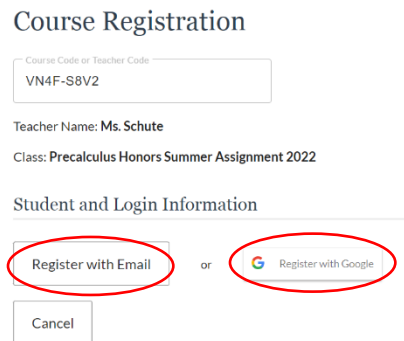 Course Registration
Course Code or Teacher Code
VN4F-S8V2
Teacher Name: Ms. Schute
Class: Precalculus Honors Summer Assignment 2022
Student and Login Information
Register with Email or Register with Google
Cancel